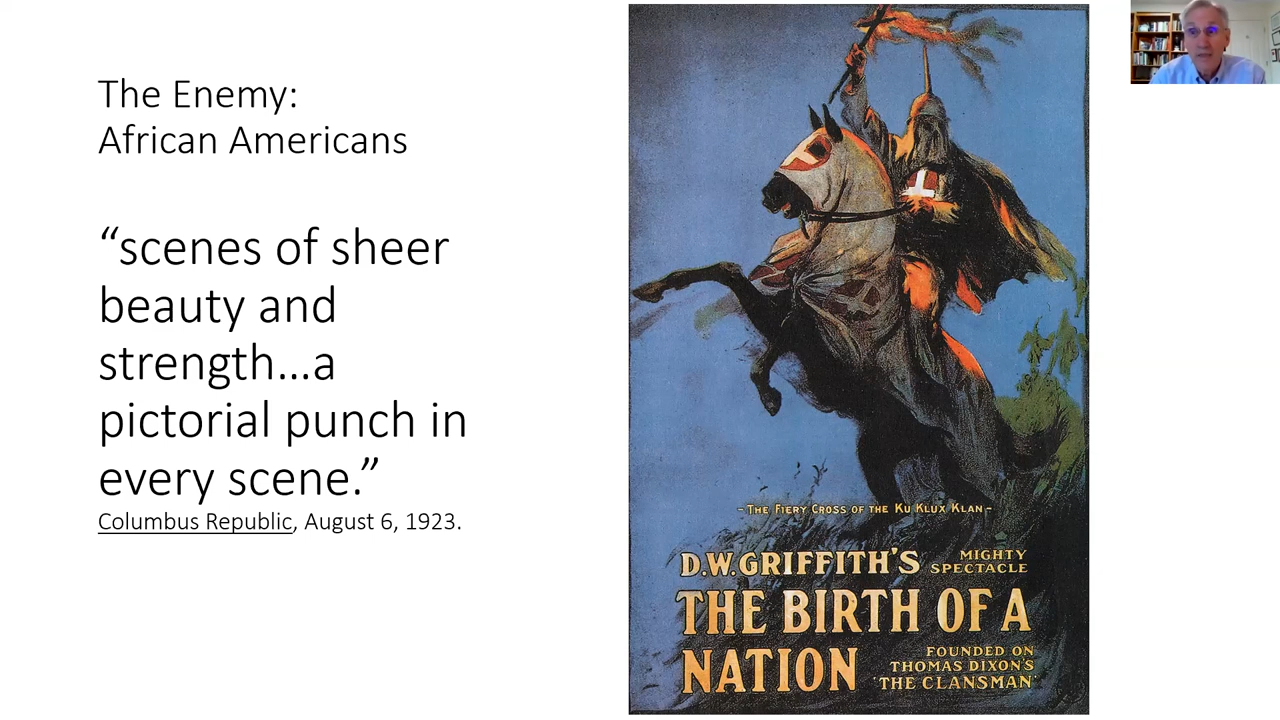 The Enemy:
African Americans
“scenes of sheer
beauty and
strength…a
pictorial punch in
every scene.”
Columbus Republic, August 6, 1923.
-THE FIERY CROSS OF THE KU KLUX KLAN-
D.W.GRIFFITH'S
MIGHTY
SPECTACLE
THE BIRTH OF A
NATION
FOUNDED ON
THOMAS DIXON'S
'THE CLANSMAN'